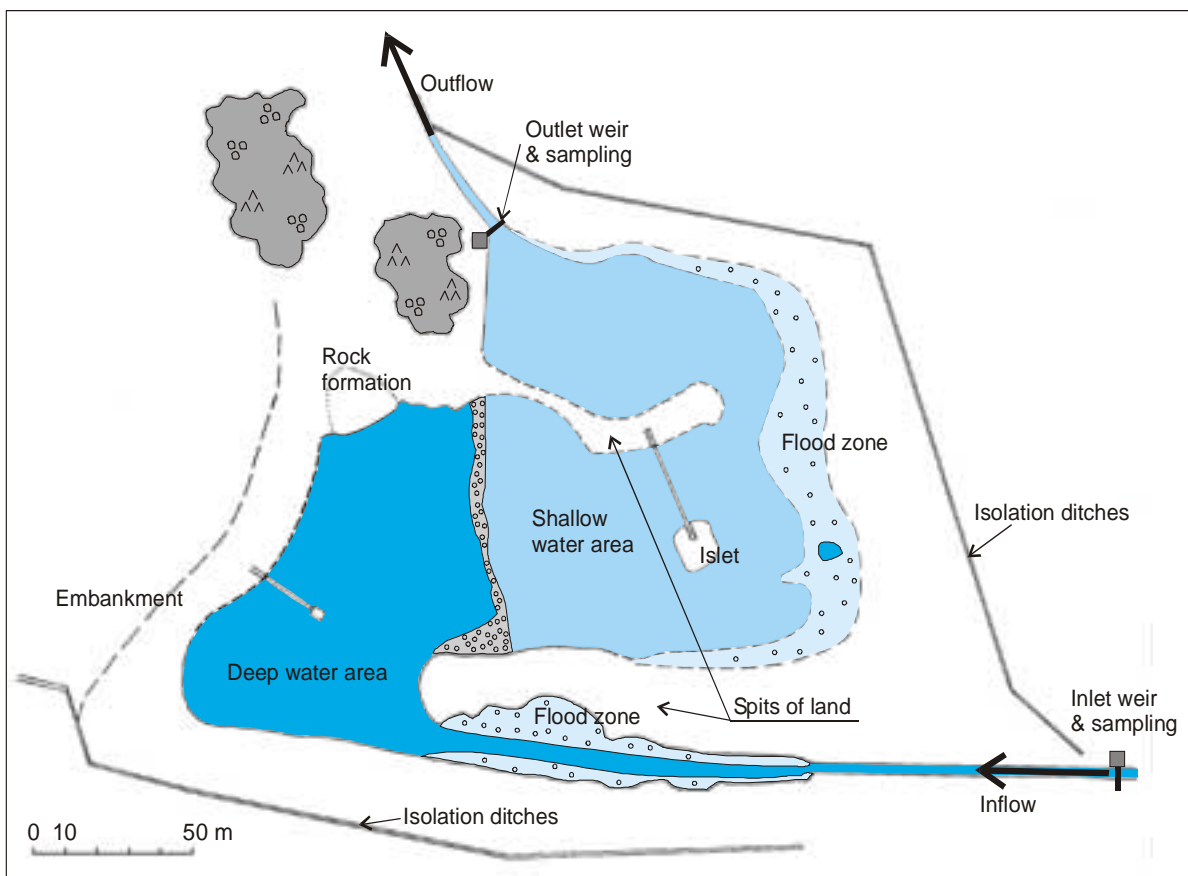 Outflow
Outlet weir
& sampling
Rock
formation
Flood zone
Shallow
water area
Isolation ditches
Islet
Embankment
Deep water area
Flood zone
Spits of land
Inlet weir
& sampling
Inflow
Isolation ditches
0 10 50 m